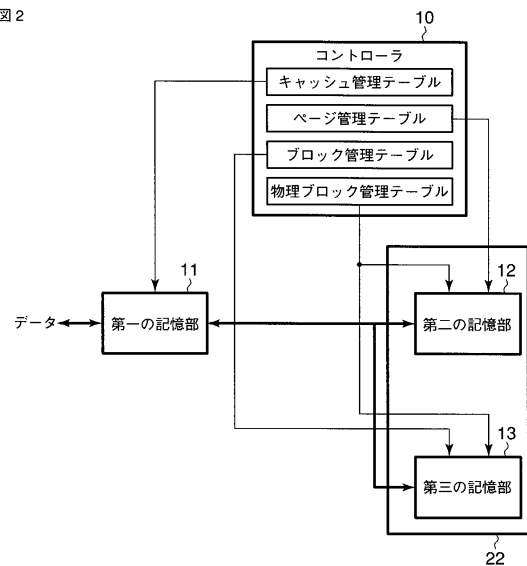 図2
10
コントローラ
キャッシュ管理テーブル
ページ管理テーブル
ブロック管理テーブル
物理ブロック管理テーブル
11
12
データ
第一の記憶部
第二の記憶部
13
第三の記憶部
22